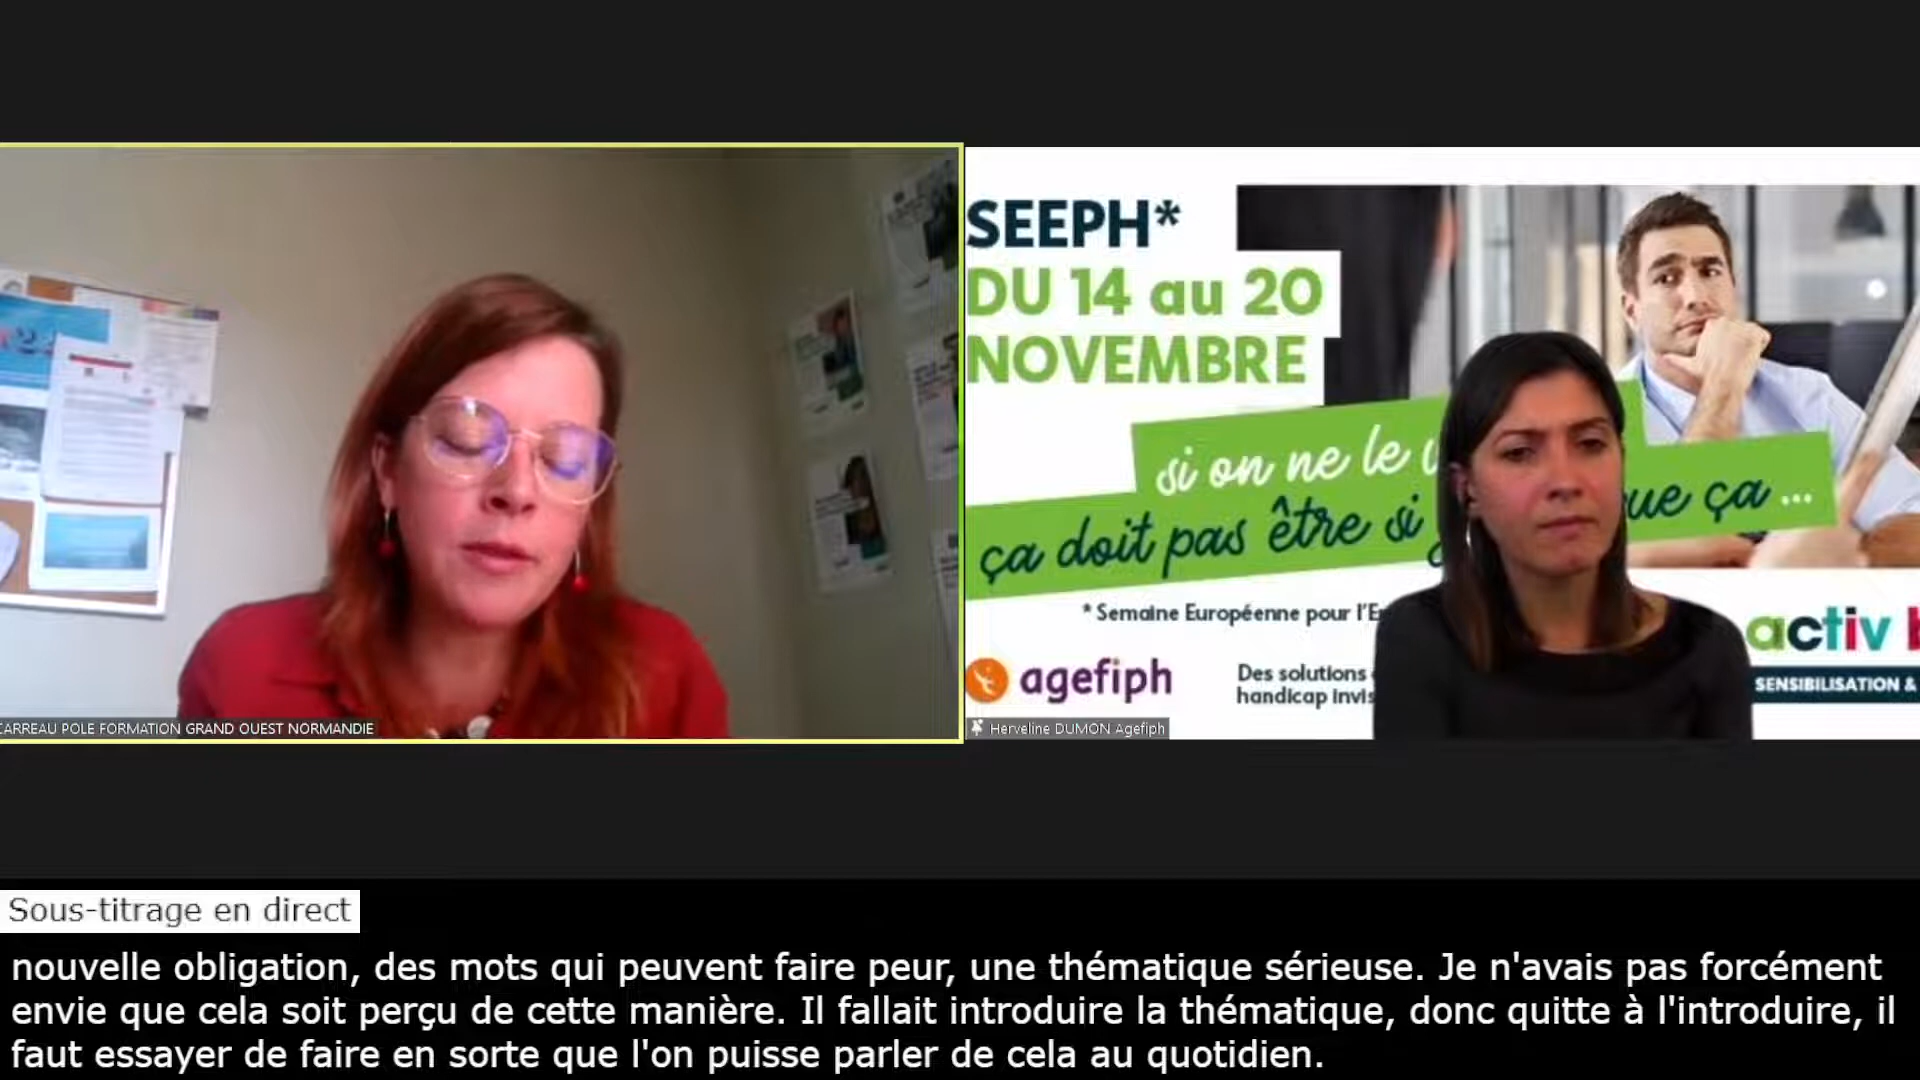 SEEPH*
DU 14 au 20
NOVEMBRE
si on ne le
ça doit pas être si
que ça ...
* Semaine Européenne pour l'E
agefiph
Des solutions
handicap invis
activ b
SENSIBILISATION &
CARREAU POLE FORMATION GRAND OUEST NORMANDIE
Herveline DUMON Agefiph
Sous-titrage en direct
nouvelle obligation, des mots qui peuvent faire peur, une thématique sérieuse. Je n'avais pas forcément
envie que cela soit perçu de cette manière. Il fallait introduire la thématique, donc quitte à l'introduire, il
faut essayer de faire en sorte que l'on puisse parler de cela au quotidien.